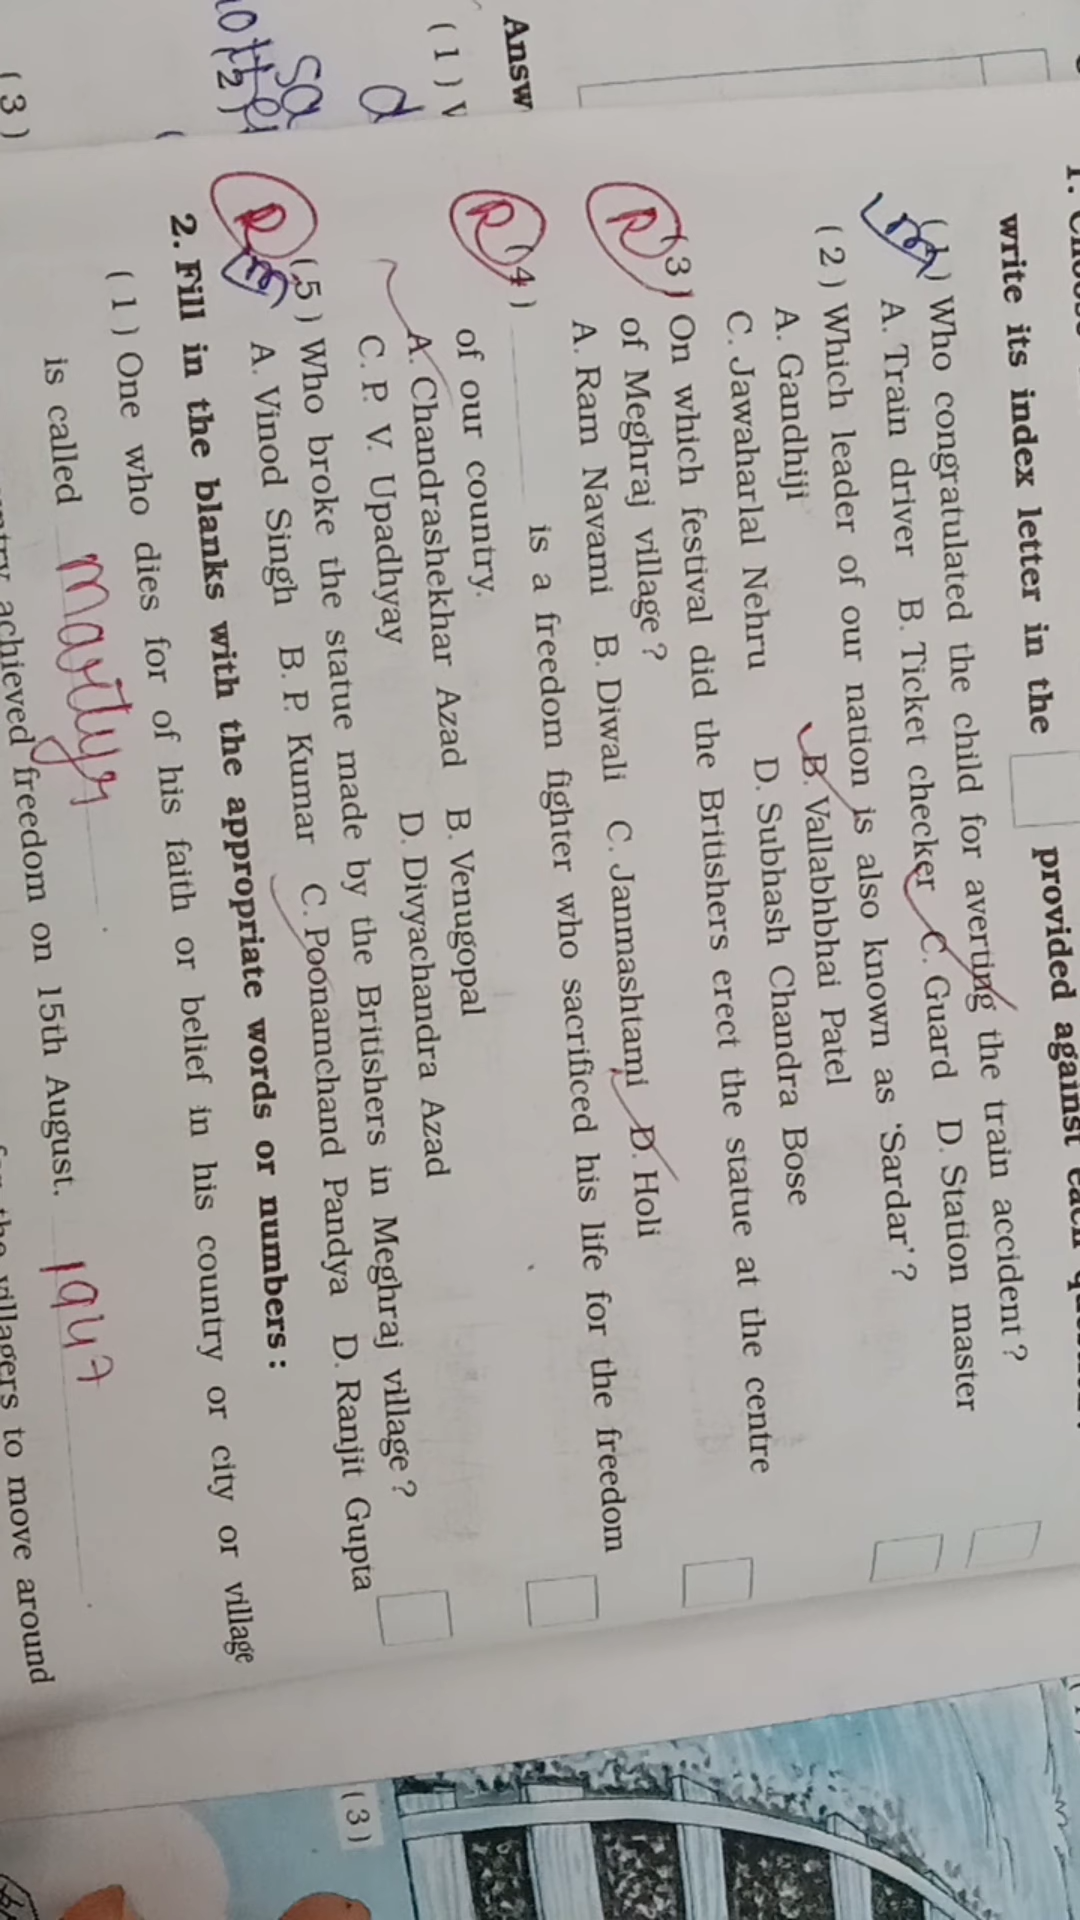 write its index letter in the provided against each
( 1 ) Who congratulated the child for averting the train accident ?
A. Train driver B. Ticket checker C. Guard D. Station master
( 2 ) Which leader of our nation is also known as 'Sardar' ?
A. Gandhiji B. Vallabhbhai Patel
C. Jawaharlal Nehru D. Subhash Chandra Bose
R ( 3 ) On which festival did the Britishers erect the statue at the centre
of Meghraj village ?
A. Ram Navami B. Diwali C. Janmashtami D. Holi
R ( 4 ) is a freedom fighter who sacrificed his life for the freedom
of our country.
A. Chandrashekhar Azad B. Venugopal
C. P. V. Upadhyay D. Divyachandra Azad
R ( 5 ) Who broke the statue made by the Britishers in Meghraj village ?
A. Vinod Singh B. P. Kumar C. Poonamchand Pandya D. Ranjit Gupta
2. Fill in the blanks with the appropriate words or numbers :
( 1 ) One who dies for of his faith or belief in his country or city or village
is called martyr
achieved freedom on 15th August. 1947
the villagers to move around
Answ
( 1 )
d
sa
( 2 )
( 3 )
( 3 )